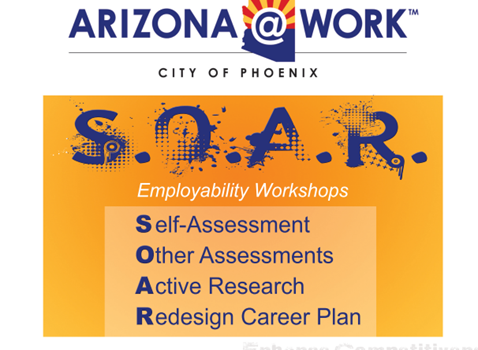 ARIZONA @ WORK™
CITY OF PHOENIX
S.O.A.R.
Employability Workshops
Self-Assessment
Other Assessments
Active Research
Redesign Career Plan